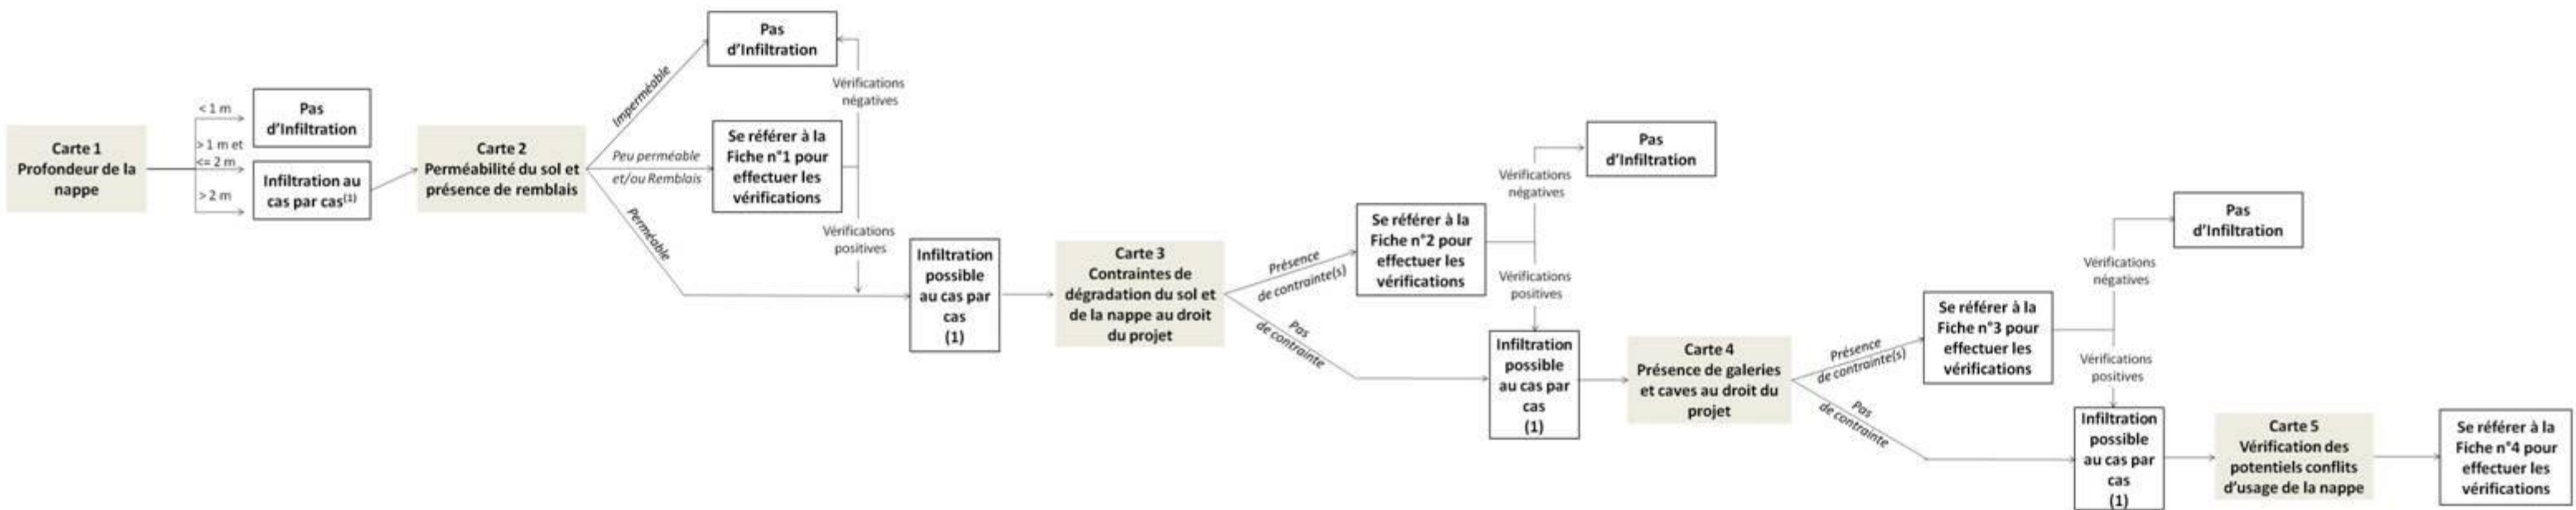 Carte 1
Profondeur de la
nappe
< 1 m
> 1 m et
<= 2 m
> 2 m
Pas
d'Infiltration
Infiltration au
cas par cas(1)
Carte 2
Perméabilité du sol et
présence de remblais
Imperméable
Peu perméable
et/ou Remblais
Perméable
Pas
d'Infiltration
Se référer à la
Fiche n°1 pour
effectuer les
vérifications
Vérifications
négatives
Vérifications
positives
Infiltration
possible
au cas par
cas
(1)
Carte 3
Contraintes de
dégradation du sol et
de la nappe au droit
du projet
Présence
de contrainte(s)
Pas
de contrainte
Se référer à la
Fiche n°2 pour
effectuer les
vérifications
Vérifications
négatives
Vérifications
positives
Pas
d'Infiltration
Infiltration
possible
au cas par
cas
(1)
Carte 4
Présence de galeries
et caves au droit du
projet
Présence
de contrainte(s)
Pas
de contrainte
Se référer à la
Fiche n°3 pour
effectuer les
vérifications
Vérifications
négatives
Vérifications
positives
Pas
d'Infiltration
Infiltration
possible
au cas par
cas
(1)
Carte 5
Vérification des
potentiels conflits
d'usage de la nappe
Se référer à la
Fiche n°4 pour
effectuer les
vérifications